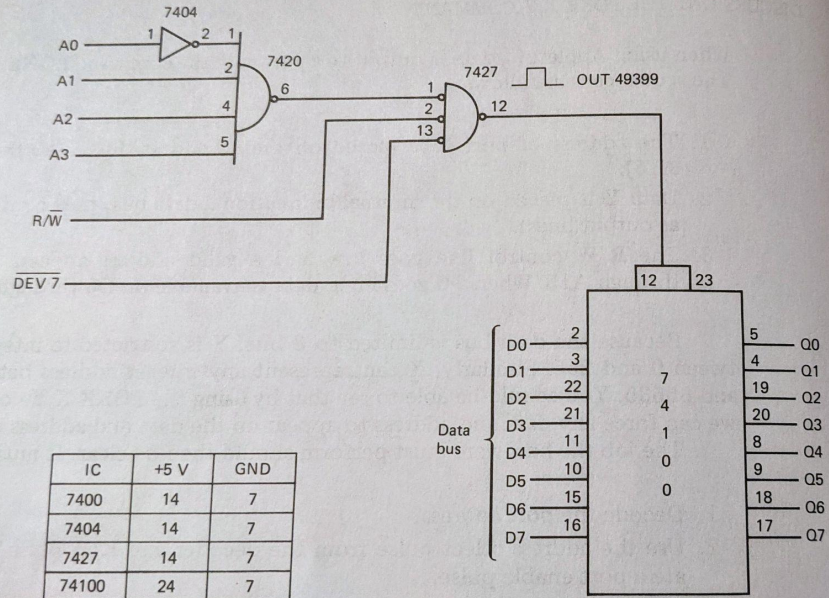 7404
A0 1 2 1
A1 2
A2 4
A3 5
6
7427
OUT 49399
1
2
13
12
R/W̅
D̅E̅V̅ ̅7̅
12 23
Data bus
D0 2
D1 3
D2 22
D3 21
D4 11
D5 10
D6 15
D7 16
7
4
1
0
0
5 Q0
4 Q1
19 Q2
20 Q3
8 Q4
9 Q5
18 Q6
17 Q7
7420
IC +5 V GND
7400 14 7
7404 14 7
7427 14 7
74100 24 7